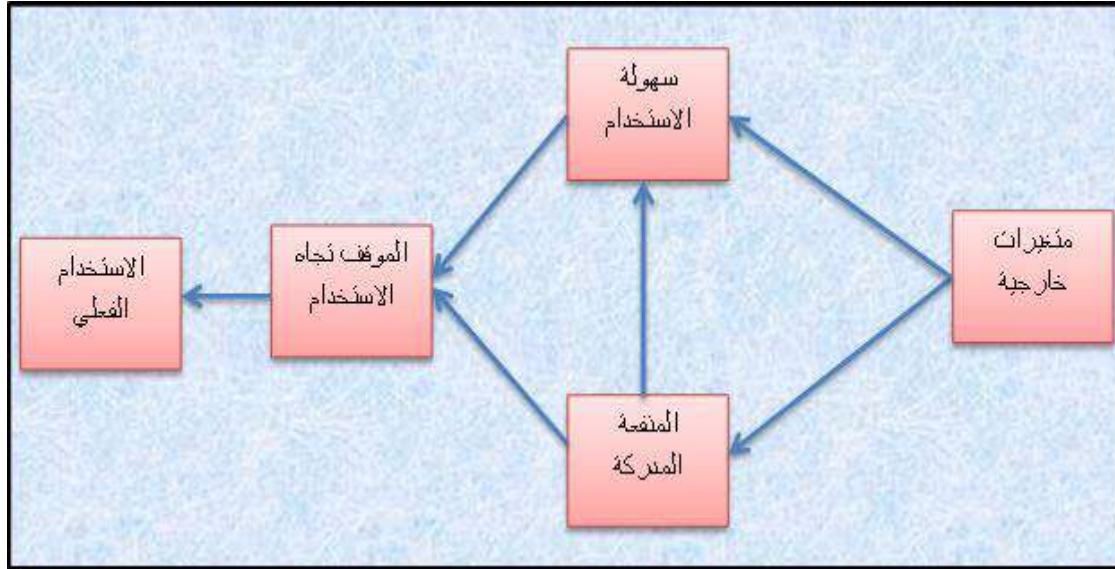 سهولة
الاستخدام
متغيرات
خارجية
الموقف تجاه
الاستخدام
الاستخدام
الفعلي
المنفعة
المدركة